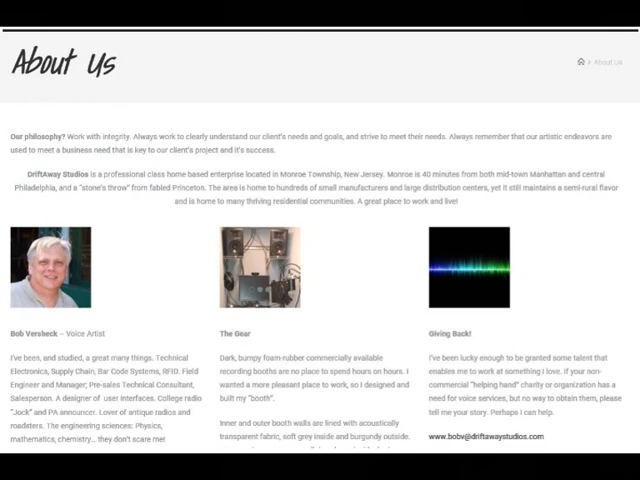 About Us
About Us
Our philosophy? Work with integrity. Always work to clearly understand our client's needs and goals, and strive to meet their needs. Always remember that our artistic endeavors are
used to meet a business need that is key to our client's project and it's success.
DriftAway Studios is a professional class home based enterprise located in Monroe Township, New Jersey. Monroe is 40 minutes from both mid-town Manhattan and central
Philadelphia, and a "stone's throw" from fabled Princeton. The area is home to hundreds of small manufacturers and large distribution centers, yet it still maintains a semi-rural flavor
and is home to many thriving residential communities. A great place to work and live!
Bob Versheck – Voice Artist
I've been, and studied, a great many things. Technical
Electronics, Supply Chain, Bar Code Systems, RFID. Field
Engineer and Manager, Pre-sales Technical Consultant,
Salesperson. A designer of user interfaces. College radio
"Jock" and PA announcer. Lover of antique radios and
roadsters. The engineering sciences: Physics,
mathematics, chemistry... they don't scare me!
The Gear
Dark, bumpy foam-rubber commercially available
recording booths are no place to spend hours on hours. I
wanted a more pleasant place to work, so I designed and
built my "booth".
Inner and outer booth walls are lined with acoustically
transparent fabric, soft grey inside and burgundy outside.
Giving Back!
I've been lucky enough to be granted some talent that
enables me to work at something I love. If your non-
commercial "helping hand" charity or organization has a
need for voice services, but no way to obtain them, please
tell me your story. Perhaps I can help.
www.bobv@driftawaystudios.com